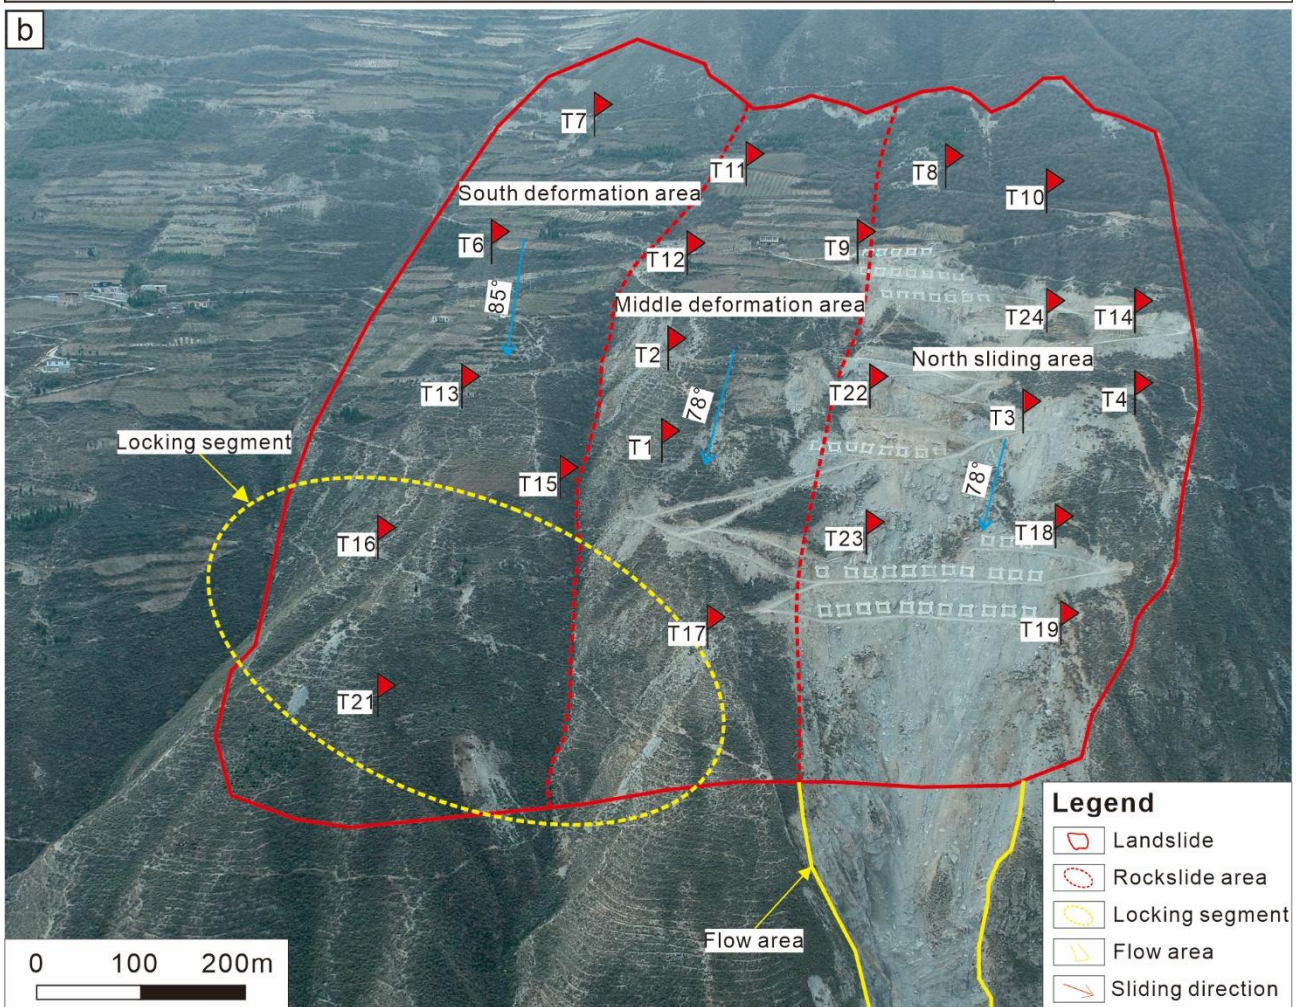 b
T7
T11
T8
T10
South deformation area
T6
T12
T9
85°
Middle deformation area
T24
T14
T2
North sliding area
T13
T22
T4
78°
T3
Locking segment
T1
T15
78°
T16
T23
T18
T17
T19
T21
Flow area
Legend
Landslide
Rockslide area
Locking segment
Flow area
Sliding direction
0 100 200m